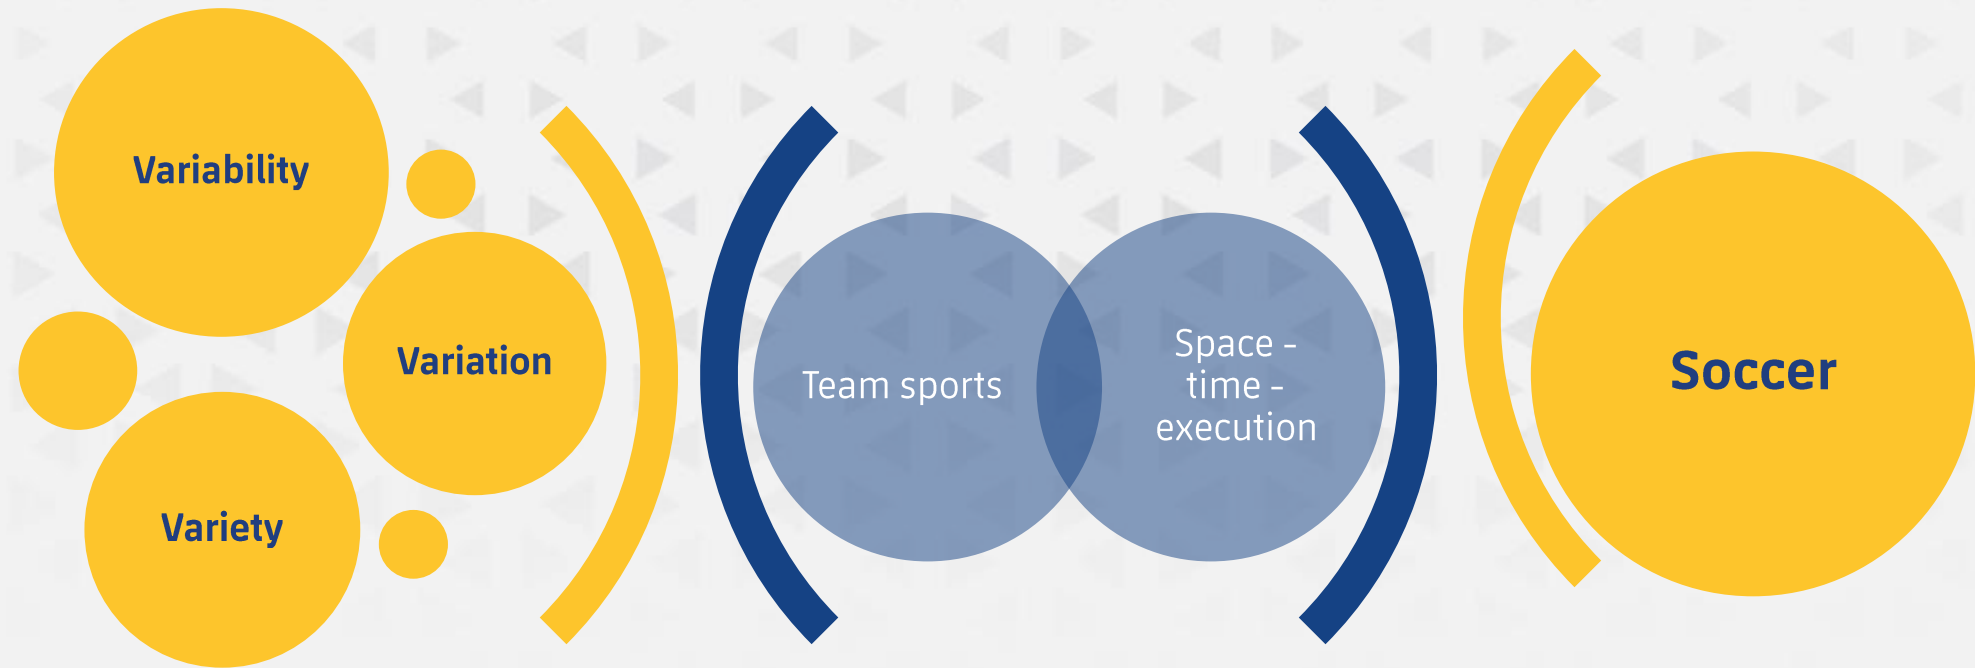 Variability
Variation
Variety
Team sports
Space -
time -
execution
Soccer